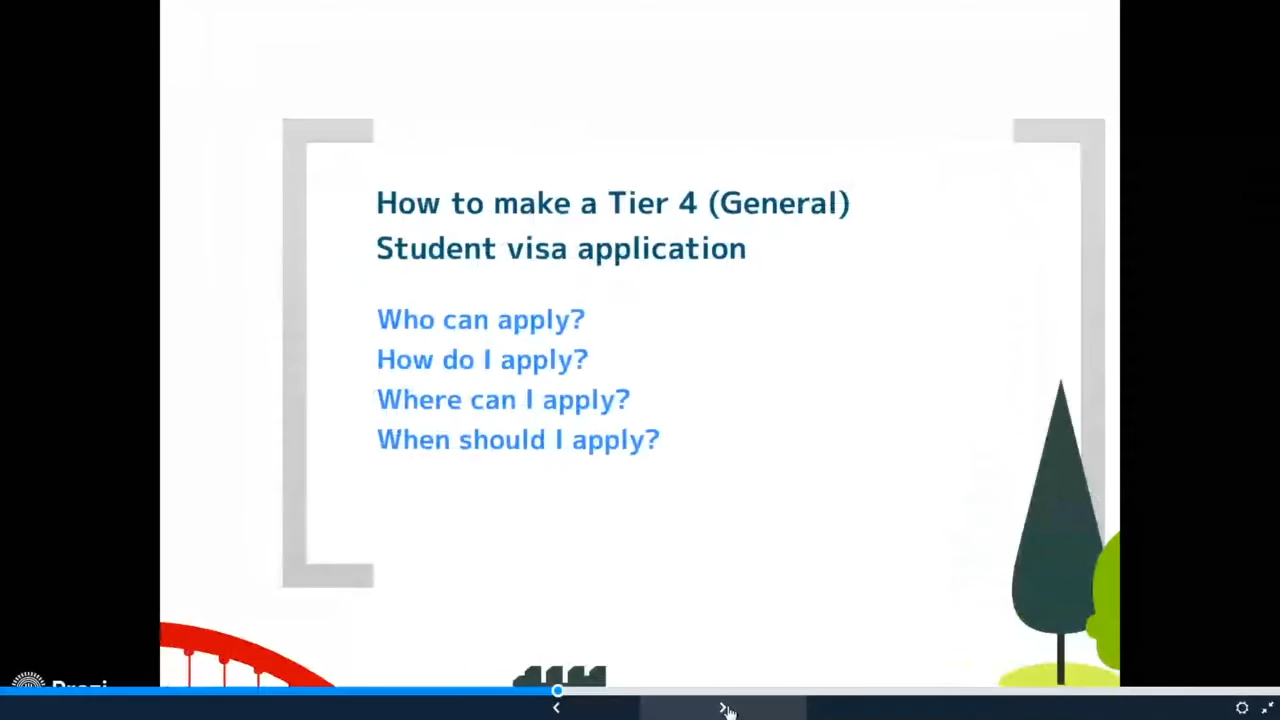 How to make a Tier 4 (General)
Student visa application
Who can apply?
How do I apply?
Where can I apply?
When should I apply?
Prezi